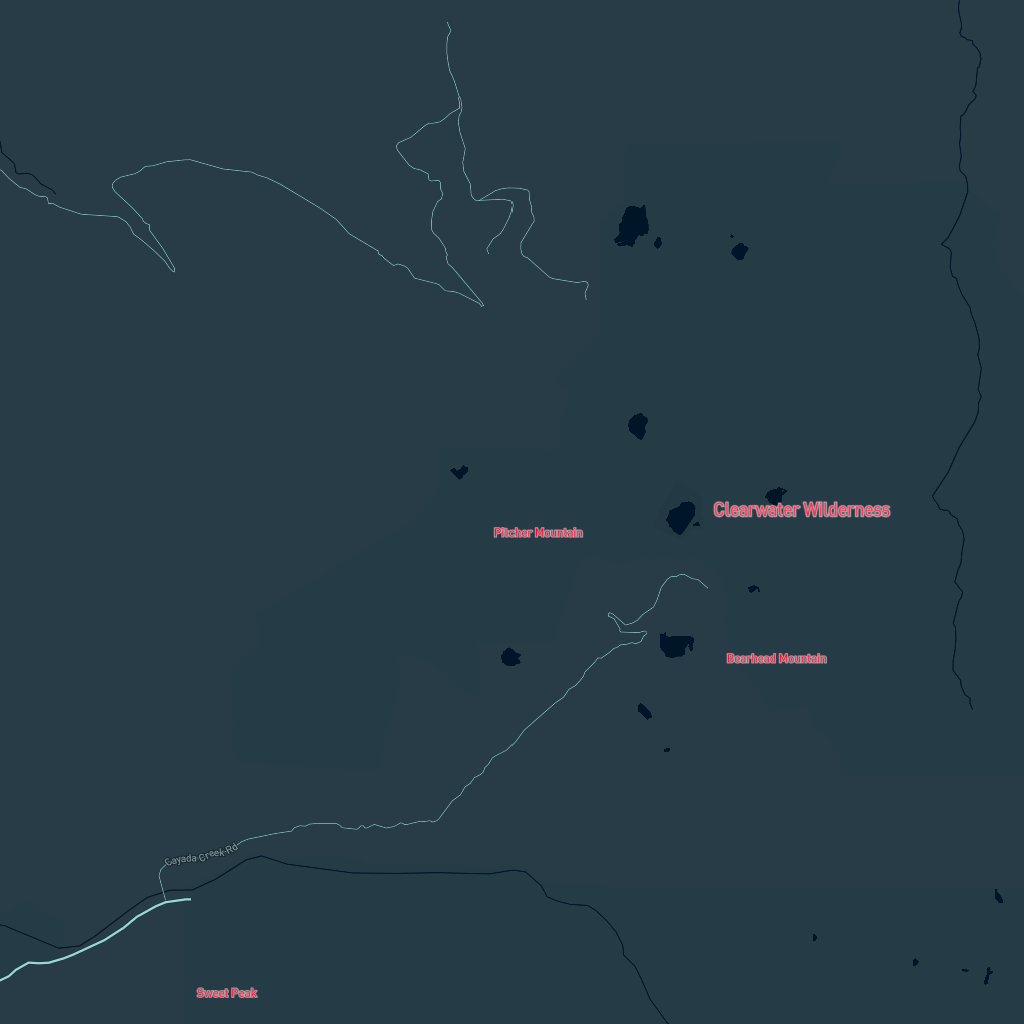 Clearwater Wilderness
Pitcher Mountain
Bearhead Mountain
Cayada Creek Rd
Sweet Peak